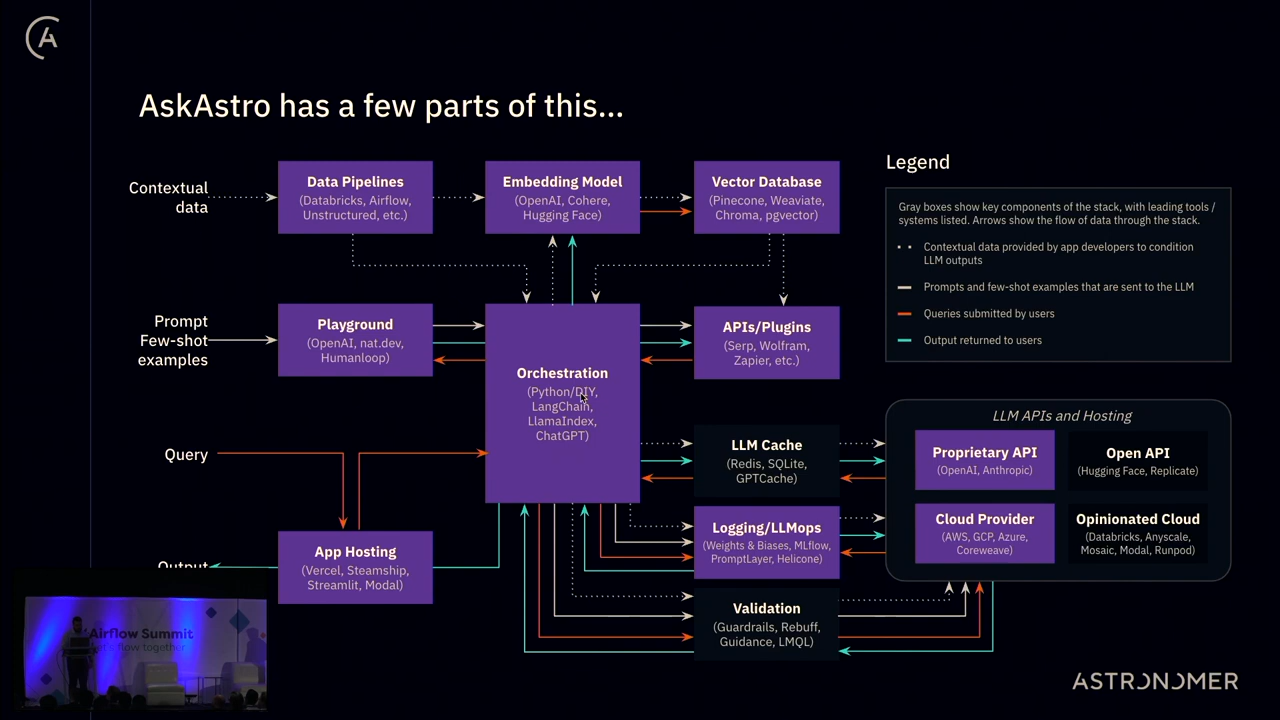 AskAstro has a few parts of this...
Contextual
data
Data Pipelines
(Databricks, Airflow,
Unstructured, etc.)
Embedding Model
(OpenAI, Cohere,
Hugging Face)
Vector Database
(Pinecone, Weaviate,
Chroma, pgvector)
Legend
Gray boxes show key components of the stack, with leading tools /
systems listed. Arrows show the flow of data through the stack.
Contextual data provided by app developers to condition
LLM outputs
Prompts and few-shot examples that are sent to the LLM
Queries submitted by users
Output returned to users
Prompt
Few-shot
examples
Playground
(OpenAI, nat.dev,
Humanloop)
Orchestration
(Python/DIY,
LangChain,
LlamaIndex,
ChatGPT)
APIs/Plugins
(Serp, Wolfram,
Zapier, etc.)
Query
LLM Cache
(Redis, SQLite,
GPTCache)
LLM APIs and Hosting
Proprietary API
(OpenAI, Anthropic)
Open API
(Hugging Face, Replicate)
Cloud Provider
(AWS, GCP, Azure,
Coreweave)
Opinionated Cloud
(Databricks, Anyscale,
Mosaic, Modal, Runpod)
Logging/LLMops
(Weights & Biases, MLflow,
PromptLayer, Helicone)
App Hosting
(Vercel, Steamship,
Streamlit, Modal)
Output
Validation
(Guardrails, Rebuff,
Guidance, LMQL)
Airflow Summit
Let's flow together
ASTRONOMER